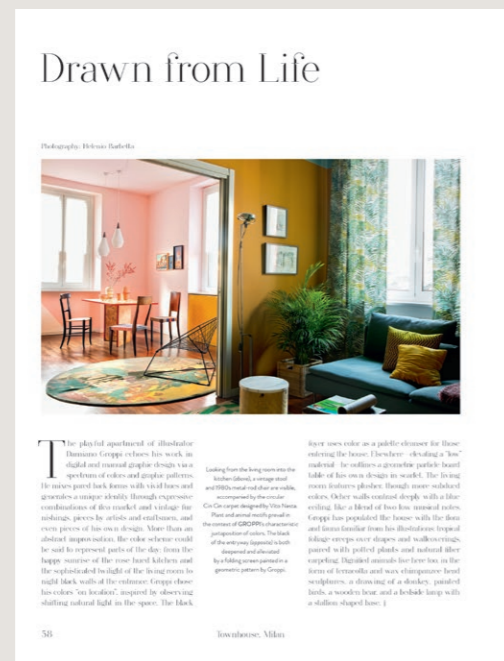 Drawn from Life
Photography: Helenio Barbetta
The playful apartment of illustrator
Damiano Groppi echoes his work in
digital and manual graphic design via a
spectrum of colors and graphic patterns.
He mixes pared back forms with vivid hues and
generates a unique identity through expressive
combinations of flea market and vintage fur-
nishings, pieces by artists and craftsmen, and
even pieces of his own design. More than an
abstract improvisation, the color scheme could
be said to represent parts of the day: from the
happy sunrise of the rose hued kitchen and
the sophisticated twilight of the living room to
night black walls at the entrance; Groppi chose
his colors "on location", inspired by observing
shifting natural light in the space. The black
Looking from the living room into the
kitchen (above), a vintage stool
and 1980s metal rod chair are visible,
accompanied by the circular
Cin Cin carpet designed by Vito Nesta.
Plant and animal motifs prevail in
the context of GROPPI's characteristic
juxtaposition of colors. The black
of the entryway (opposite) is both
deepened and alleviated
by a folding screen painted in a
geometric pattern by Groppi.
foyer uses color as a palette-cleanser for those
entering the house. Elsewhere – elevating a "low"
material – he outlines a geometric particle board
table of his own design in scarlet. The living
room features plusher, though more subdued
colors. Ocher walls contrast deeply with a blue
ceiling, like a blend of two low, musical notes.
Groppi has populated the house with the flora
and fauna familiar from his illustrations: tropical
foliage creeps over drapes and wallcoverings,
paired with potted plants and natural fiber
carpeting. Dignified animals live here too, in the
form of terracotta and wax chimpanzee head
sculptures, a drawing of a donkey, painted
birds, a wooden bear, and a bedside lamp with
a stallion shaped base.
58
Townhouse, Milan